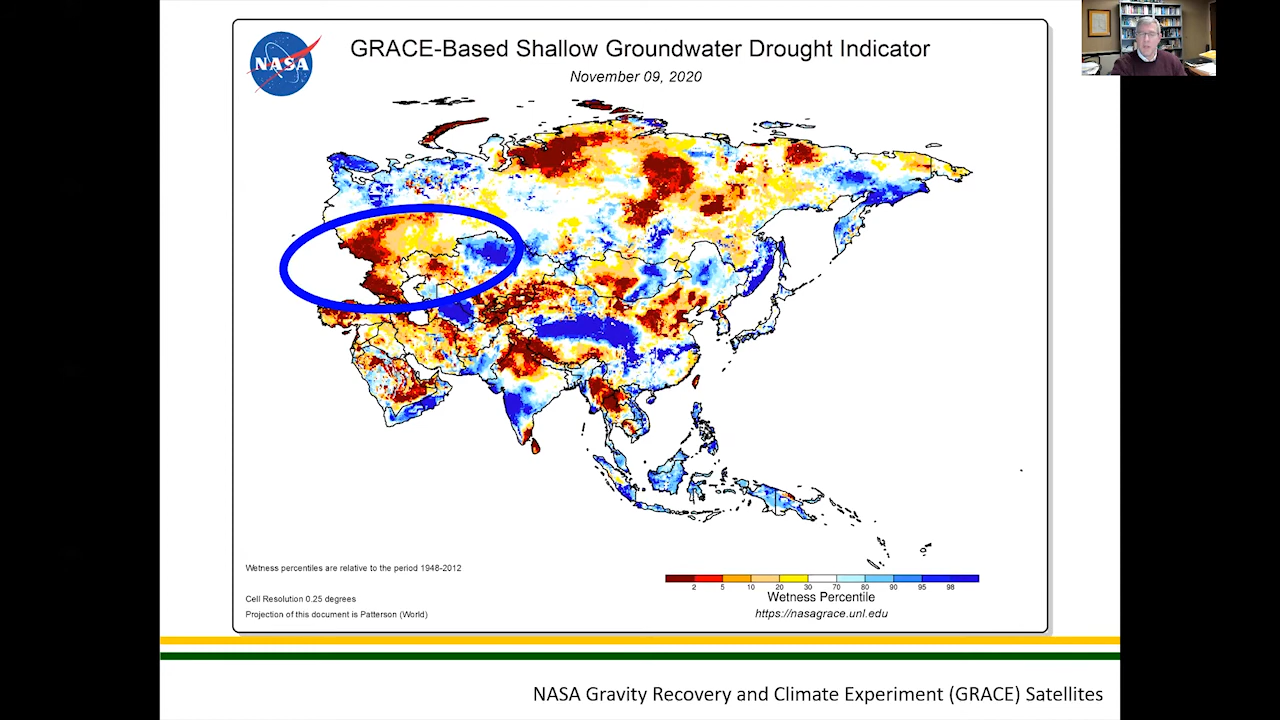 NASA
GRACE-Based Shallow Groundwater Drought Indicator
November 09, 2020
Wetness percentiles are relative to the period 1948-2012
Cell Resolution 0.25 degrees
Projection of this document is Patterson (World)
2 5 10 20 30 70 80 90 95 98
Wetness Percentile
https://nasagrace.unl.edu
NASA Gravity Recovery and Climate Experiment (GRACE) Satellites